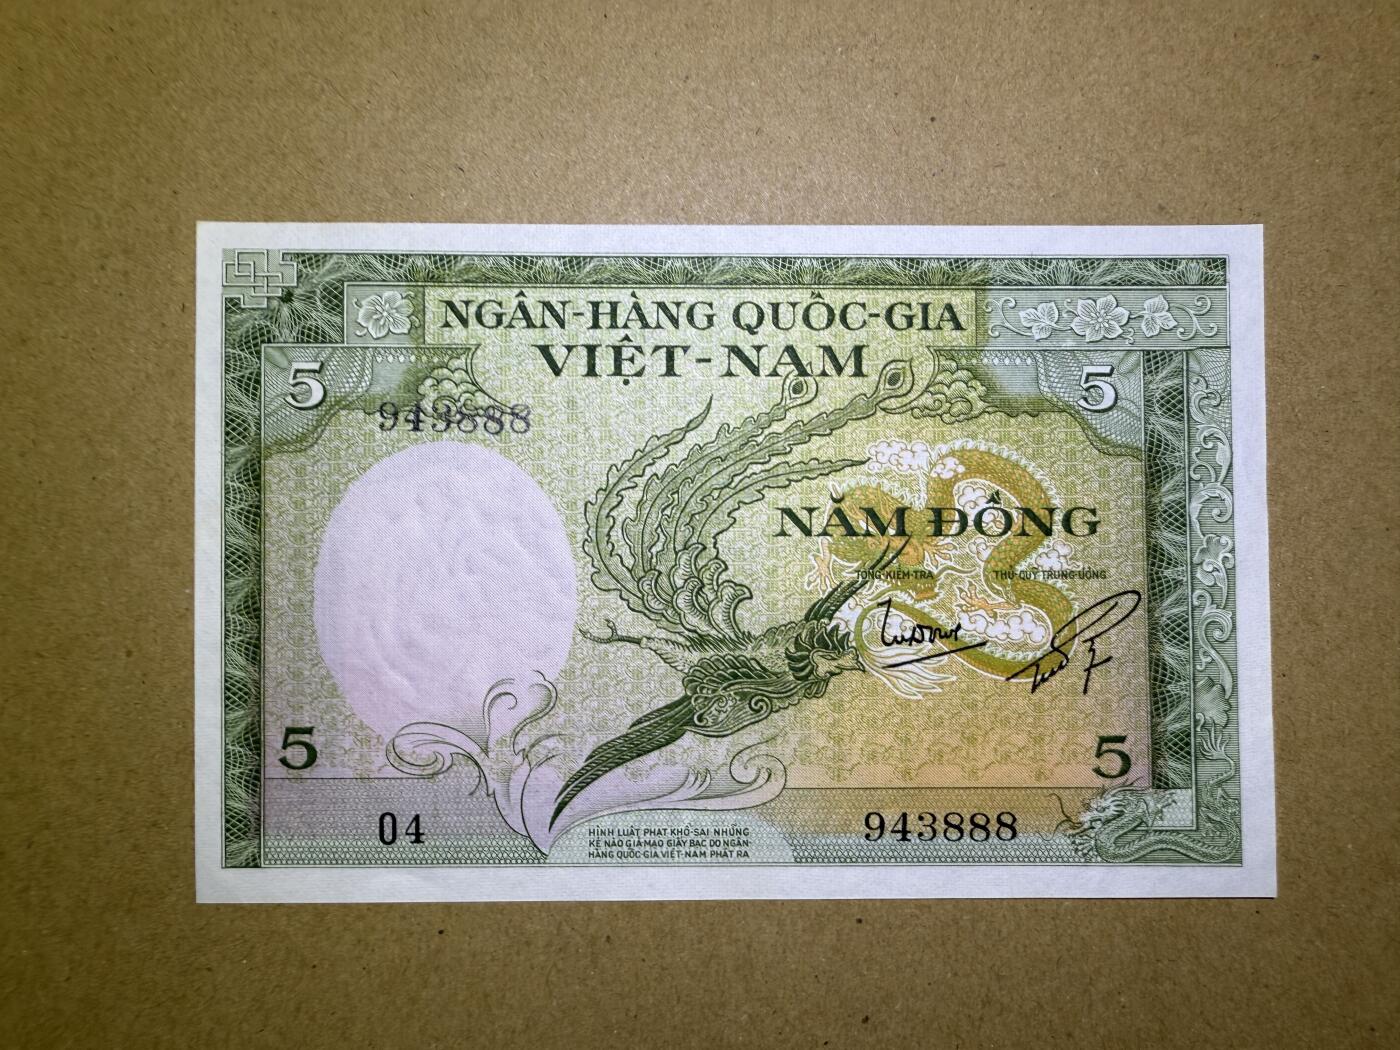 NGÂN-HÀNG QUỐC-GIA
VIỆT-NAM
5
5
943888
NĂM ĐỒNG
TỔNG-KIỂM-TRA
THỦ-QUỸ TRUNG-ƯƠNG
5
5
04
943888
HÌNH LUẬT PHẠT KHỔ-SAI NHỮNG
KẺ NÀO GIẢ-MẠO GIẤY BẠC DO NGÂN-
HÀNG QUỐC-GIA VIỆT-NAM PHÁT RA